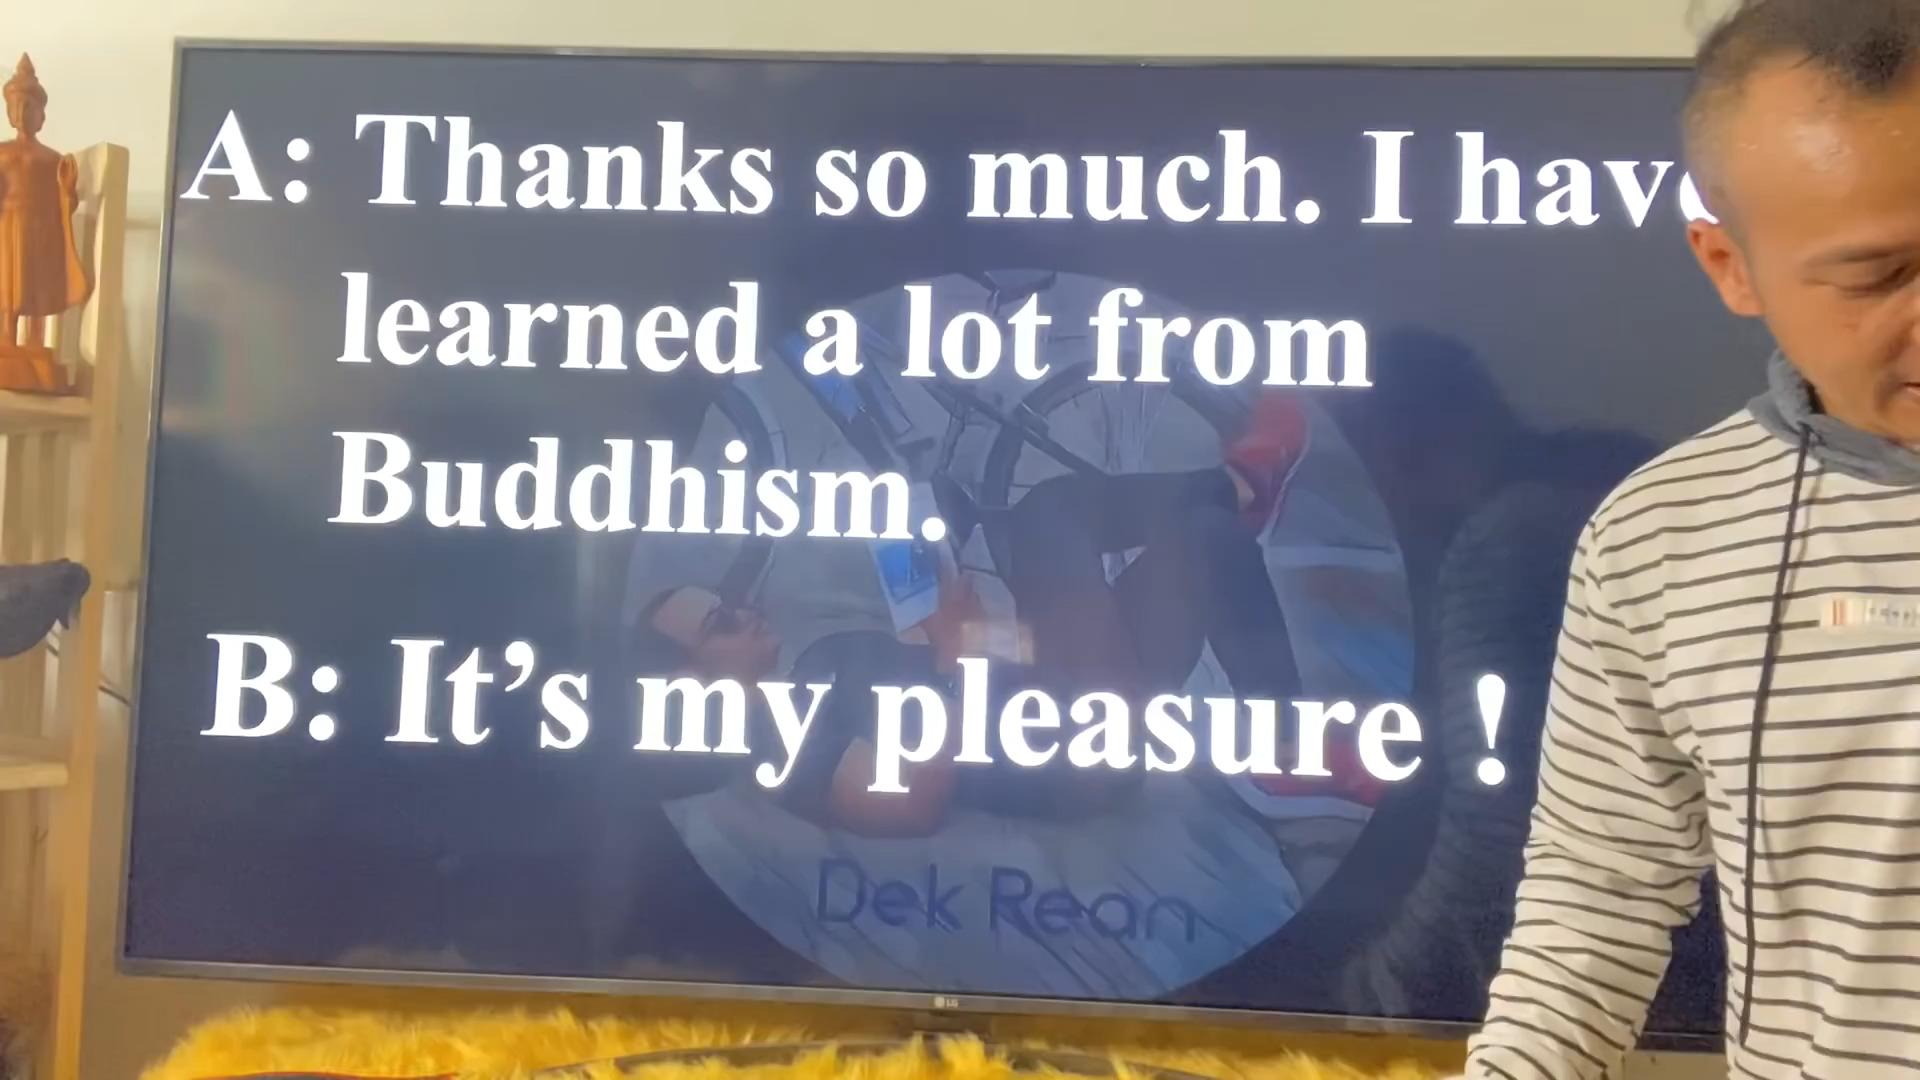 A: Thanks so much. I have
learned a lot from
Buddhism.
B: It’s my pleasure !
Dek Rean
LG